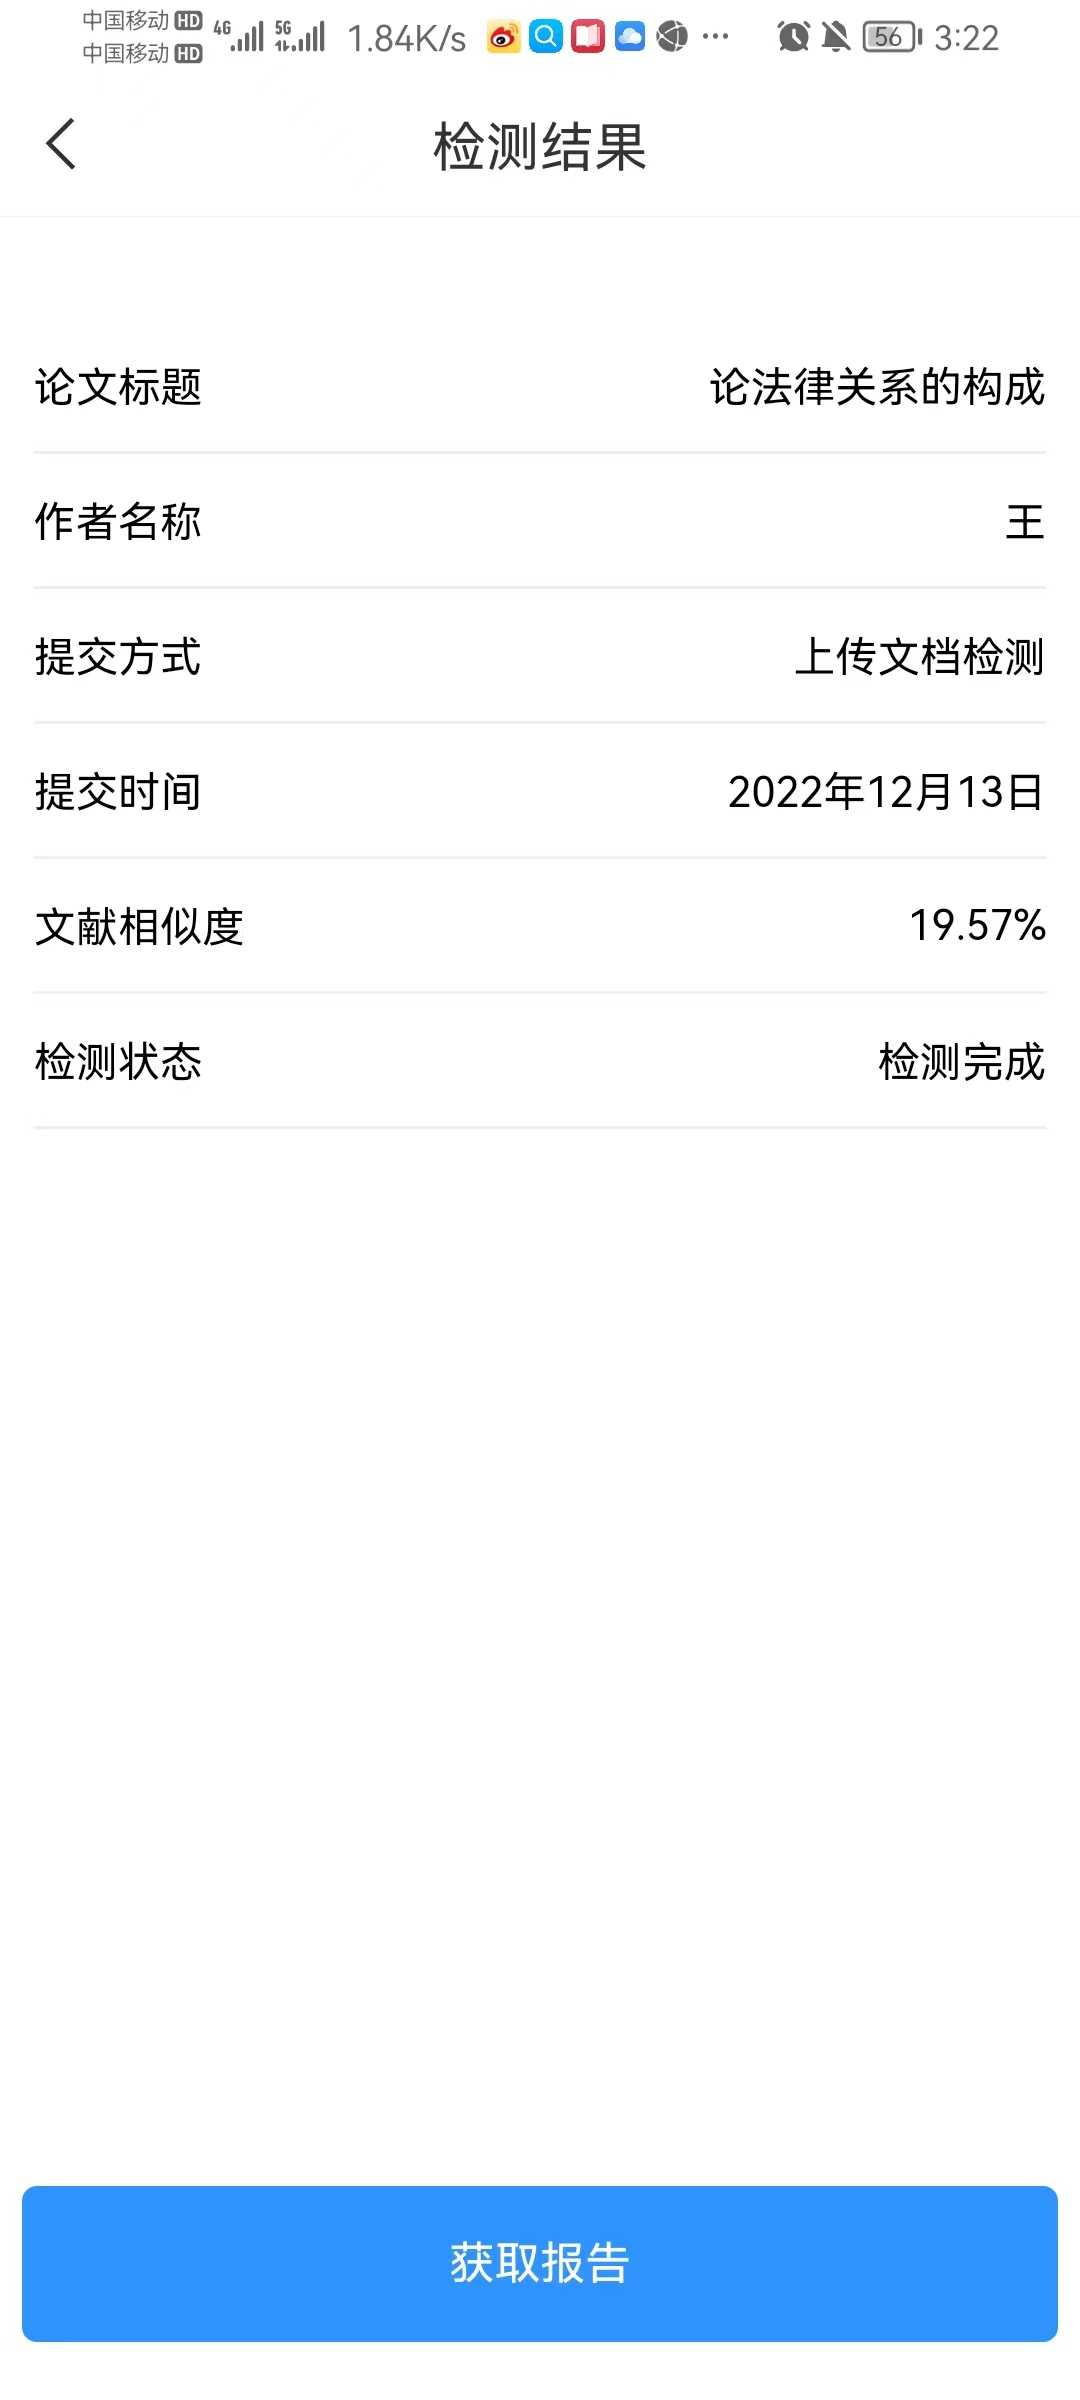 中国移动 HD 4G 5G 1.84K/s 56 3:22
中国移动 HD
检测结果
论文标题 论法律关系的构成
作者名称 王
提交方式 上传文档检测
提交时间 2022年12月13日
文献相似度 19.57%
检测状态 检测完成
获取报告